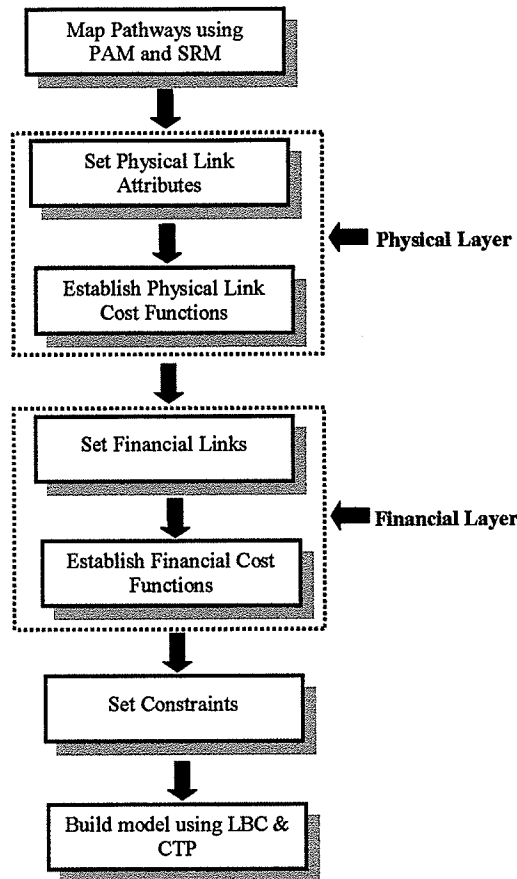 Map Pathways using
PAM and SRM
Set Physical Link
Attributes
Physical Layer
Establish Physical Link
Cost Functions
Set Financial Links
Financial Layer
Establish Financial Cost
Functions
Set Constraints
Build model using LBC &
CTP